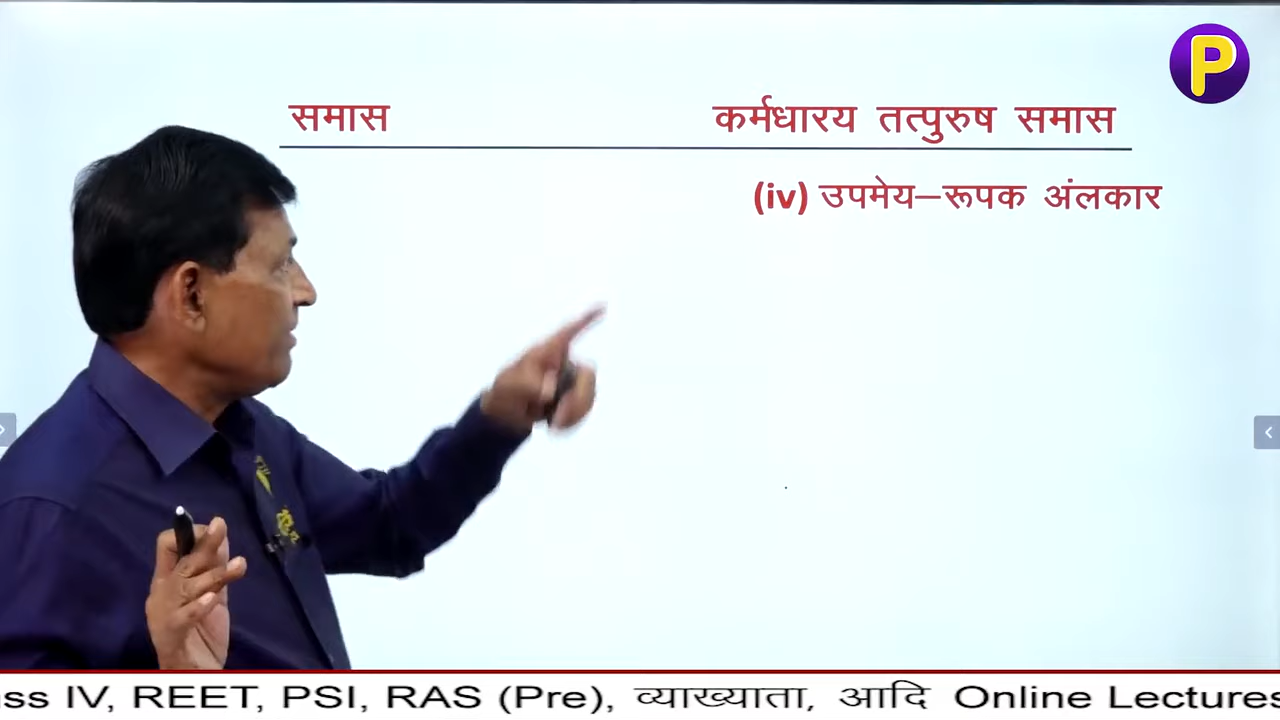 P
समास कर्मधारय तत्पुरुष समास
(iv) उपमेय–रूपक अंलकार
ss IV, REET, PSI, RAS (Pre), व्याख्याता, आदि Online Lectures